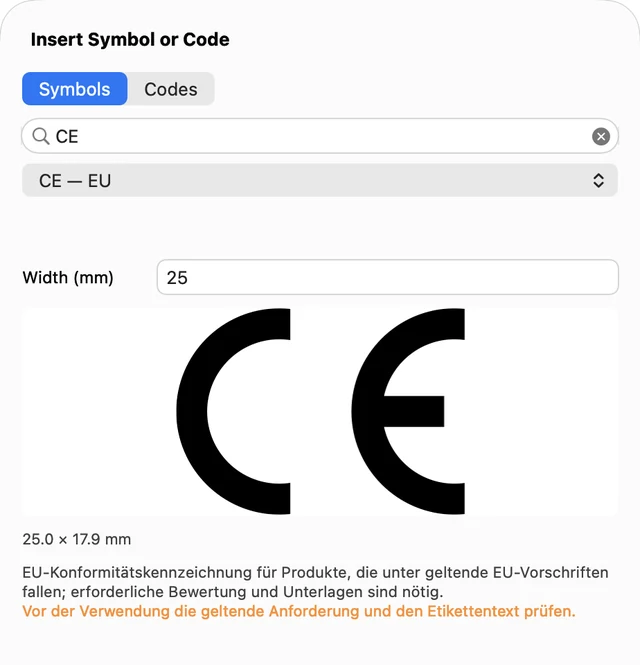 Insert Symbol or Code
Symbols Codes
CE
CE — EU
Width (mm) 25
CE
25.0 × 17.9 mm
EU-Konformitätskennzeichnung für Produkte, die unter geltende EU-Vorschriften
fallen; erforderliche Bewertung und Unterlagen sind nötig.
Vor der Verwendung die geltende Anforderung und den Etikettentext prüfen.